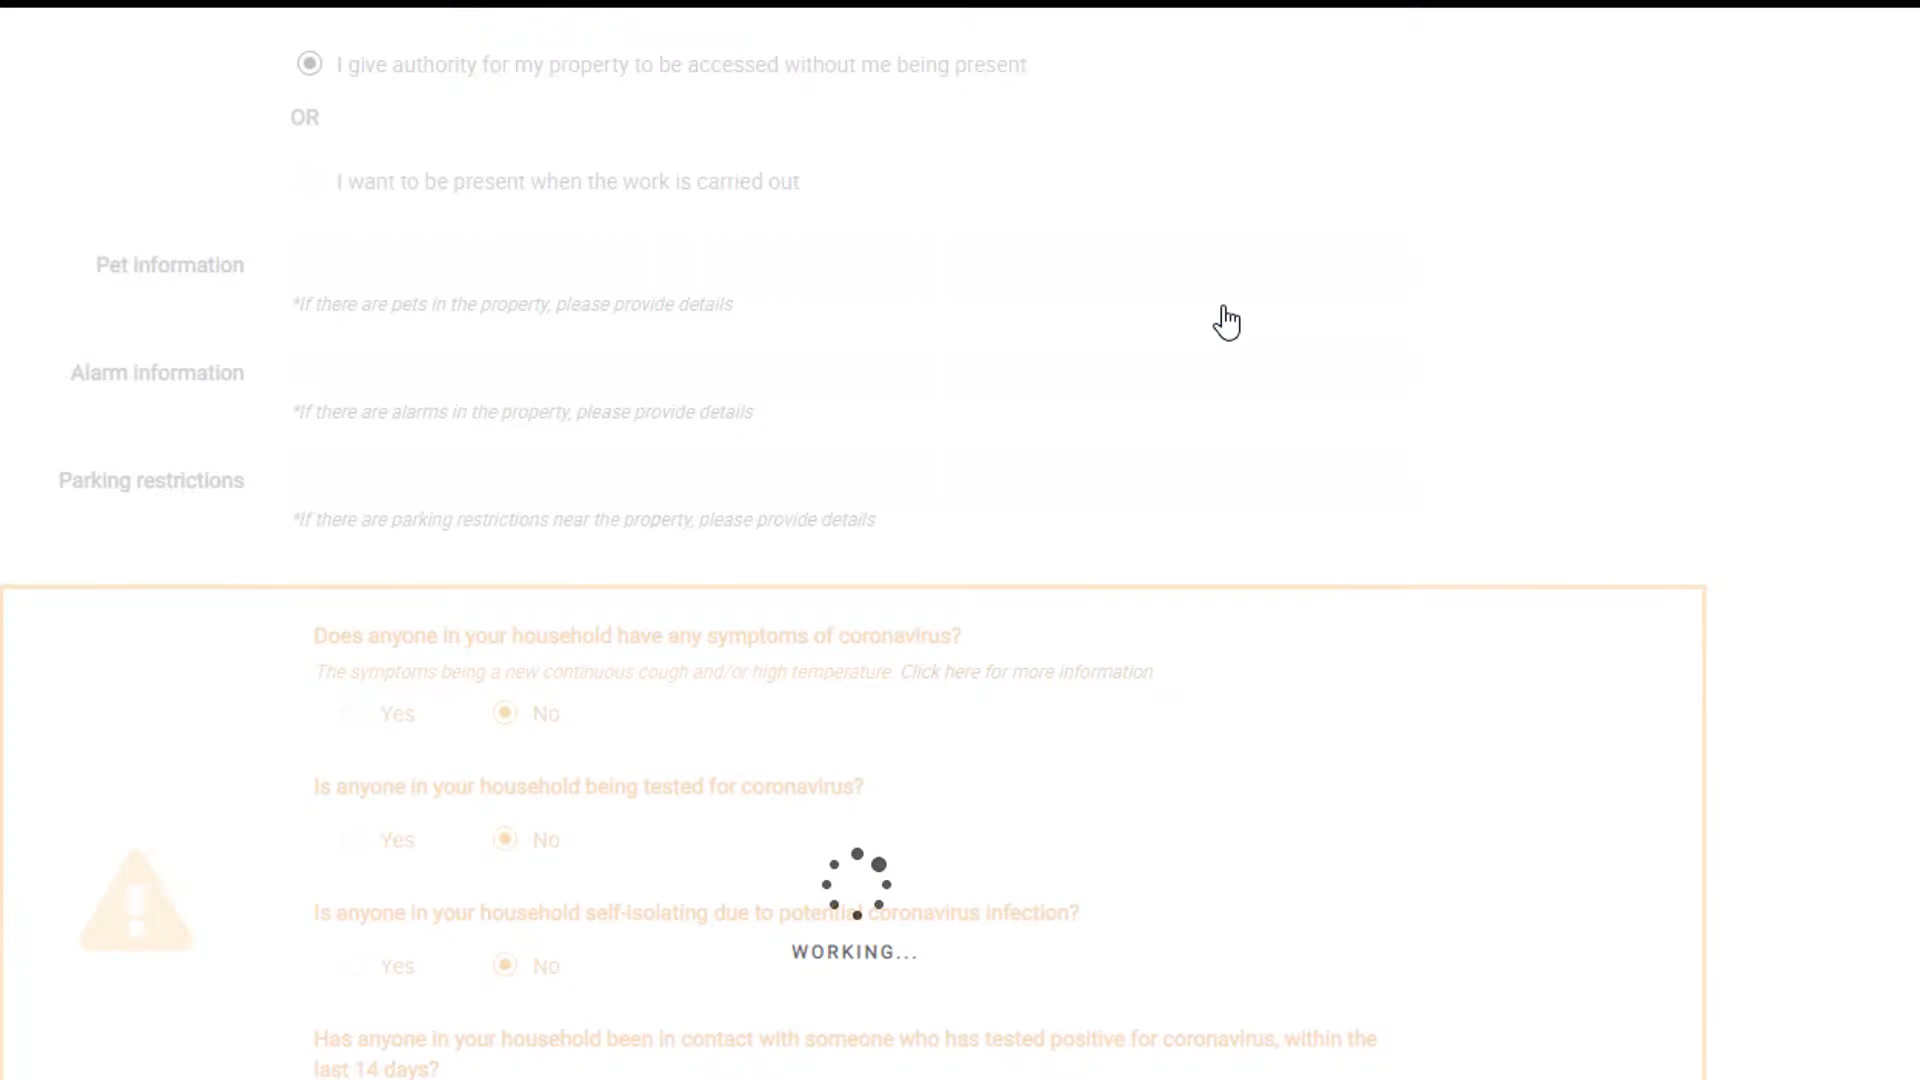 I give authority for my property to be accessed without me being present
OR
I want to be present when the work is carried out
Pet information
*If there are pets in the property, please provide details
Alarm information
*If there are alarms in the property, please provide details
Parking restrictions
*If there are parking restrictions near the property, please provide details
Does anyone in your household have any symptoms of coronavirus?
The symptoms being a new continuous cough and/or high temperature. Click here for more information
Yes No
Is anyone in your household being tested for coronavirus?
Yes No
Is anyone in your household self-isolating due to potential coronavirus infection?
WORKING...
Yes No
Has anyone in your household been in contact with someone who has tested positive for coronavirus, within the
last 14 days?